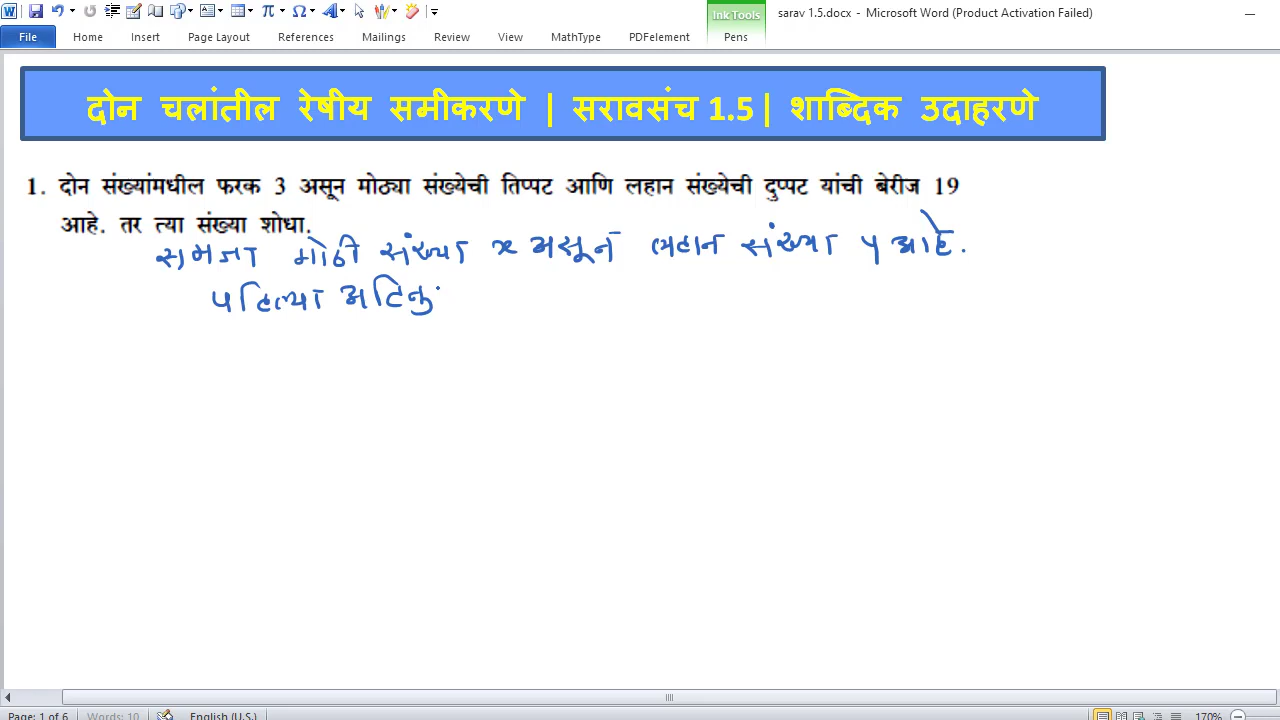 Ink Tools
sarav 1.5.docx - Microsoft Word (Product Activation Failed)
File Home Insert Page Layout References Mailings Review View MathType PDFelement Pens
दोन चलांतील रेषीय समीकरणे | सरावसंच 1.5| शाब्दिक उदाहरणे
1. दोन संख्यांमधील फरक 3 असून मोठ्या संख्येची तिप्पट आणि लहान संख्येची दुप्पट यांची बेरीज 19
आहे. तर त्या संख्या शोधा.
समजा मोठी संख्या x असून लहान संख्या y आहे.
पहिल्या अटिनु
Page: 1 of 6 Words: 10 English (U.S.) 170%